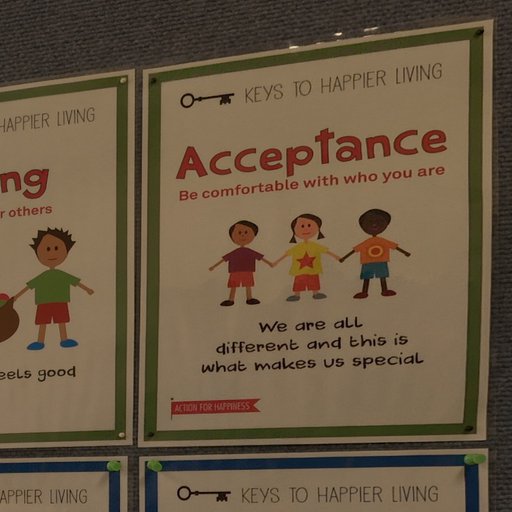 HAPPIER LIVING
ng
r others
eels good
KEYS TO HAPPIER LIVING
Acceptance
Be comfortable with who you are
We are all
different and this is
what makes us special
ACTION FOR HAPPINESS
APPIER LIVING
KEYS TO HAPPIER LIVING